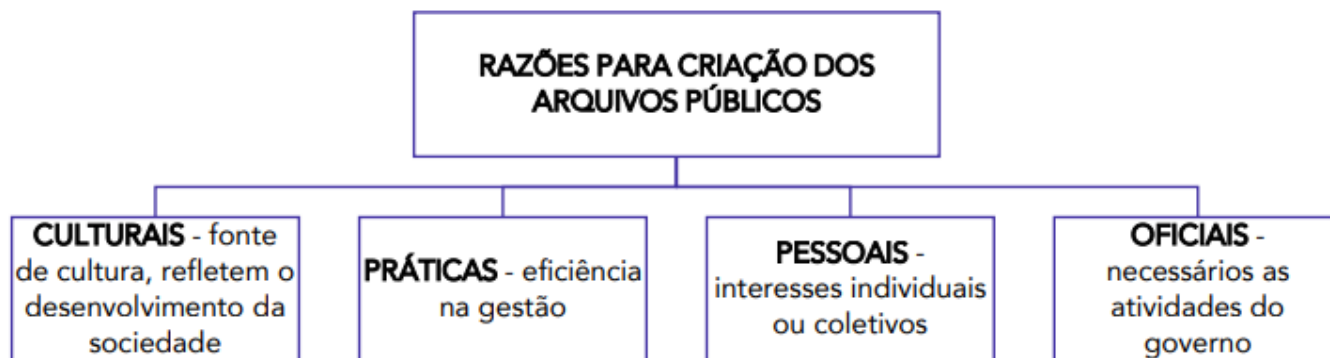 RAZÕES PARA CRIAÇÃO DOS
ARQUIVOS PÚBLICOS
CULTURAIS - fonte
de cultura, refletem o
desenvolvimento da
sociedade
PRÁTICAS - eficiência
na gestão
PESSOAIS -
interesses individuais
ou coletivos
OFICIAIS -
necessários as
atividades do
governo